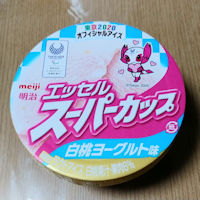 東京2020
オフィシャルアイス
meiji
明治
エッセル
スーパーカップ
白桃ヨーグルト味